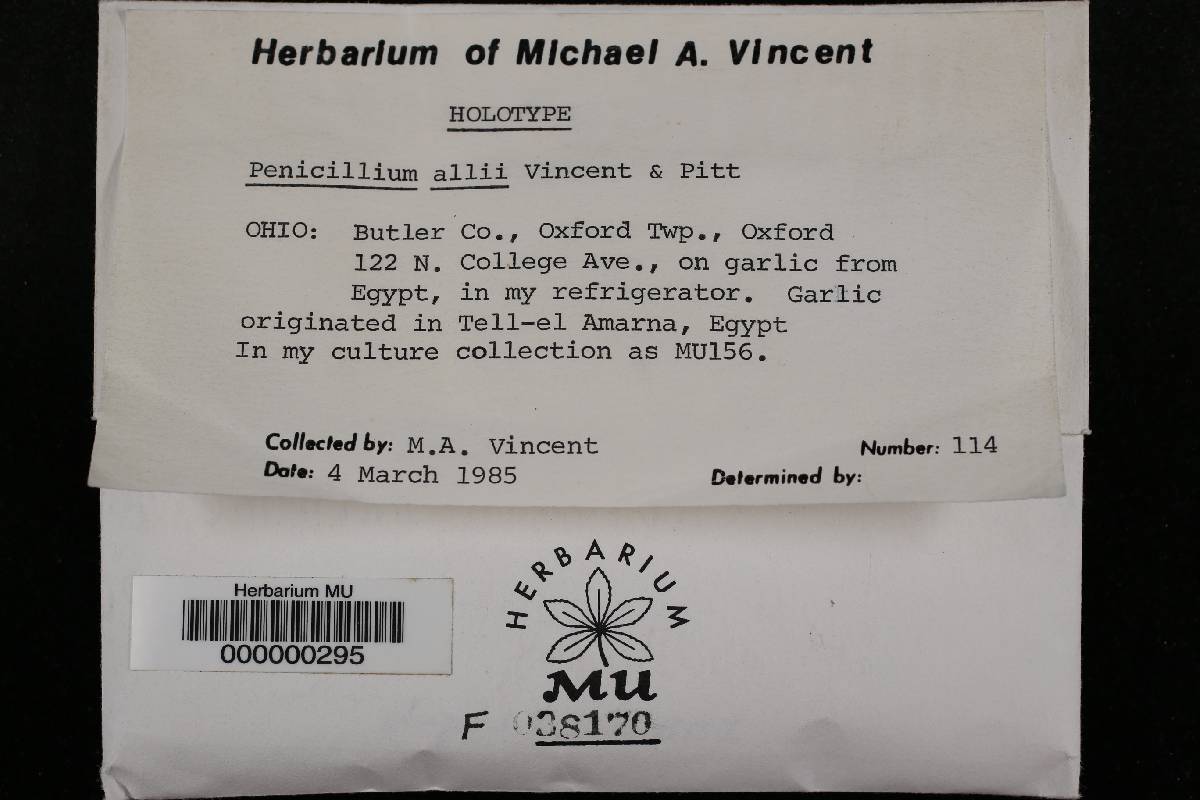 Herbarium of Michael A. Vincent
HOLOTYPE
Penicillium allii Vincent & Pitt
OHIO: Butler Co., Oxford Twp., Oxford
122 N. College Ave., on garlic from
Egypt, in my refrigerator. Garlic
originated in Tell-el Amarna, Egypt
In my culture collection as MU156.
Collected by: M.A. Vincent Number: 114
Date: 4 March 1985 Determined by:
HERBARIUM
MU
Herbarium MU
000000295
F 038170